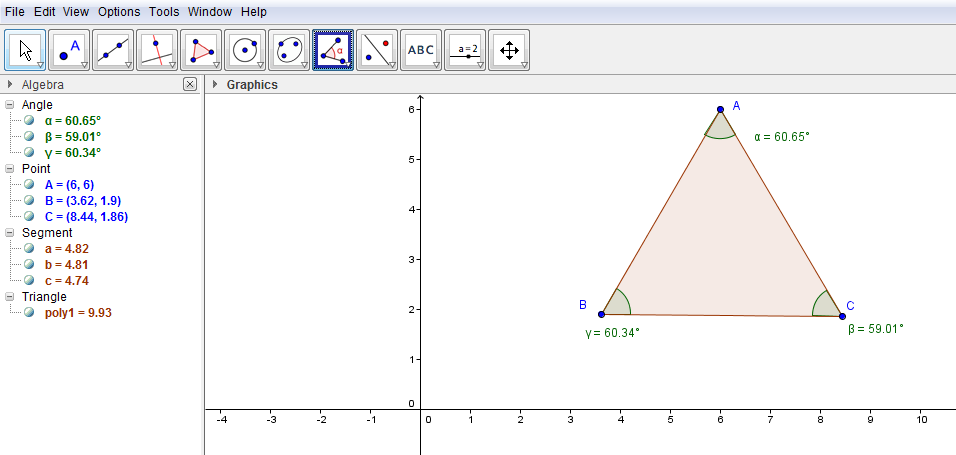 File Edit View Options Tools Window Help
A
α
ABC
a=2
Algebra
Graphics
Angle
α = 60.65°
β = 59.01°
γ = 60.34°
Point
A = (6, 6)
B = (3.62, 1.9)
C = (8.44, 1.86)
Segment
a = 4.82
b = 4.81
c = 4.74
Triangle
poly1 = 9.93
6
5
4
3
2
1
0
-4 -3 -2 -1 0 1 2 3 4 5 6 7 8 9 10
A
α = 60.65°
B
γ = 60.34°
C
β = 59.01°